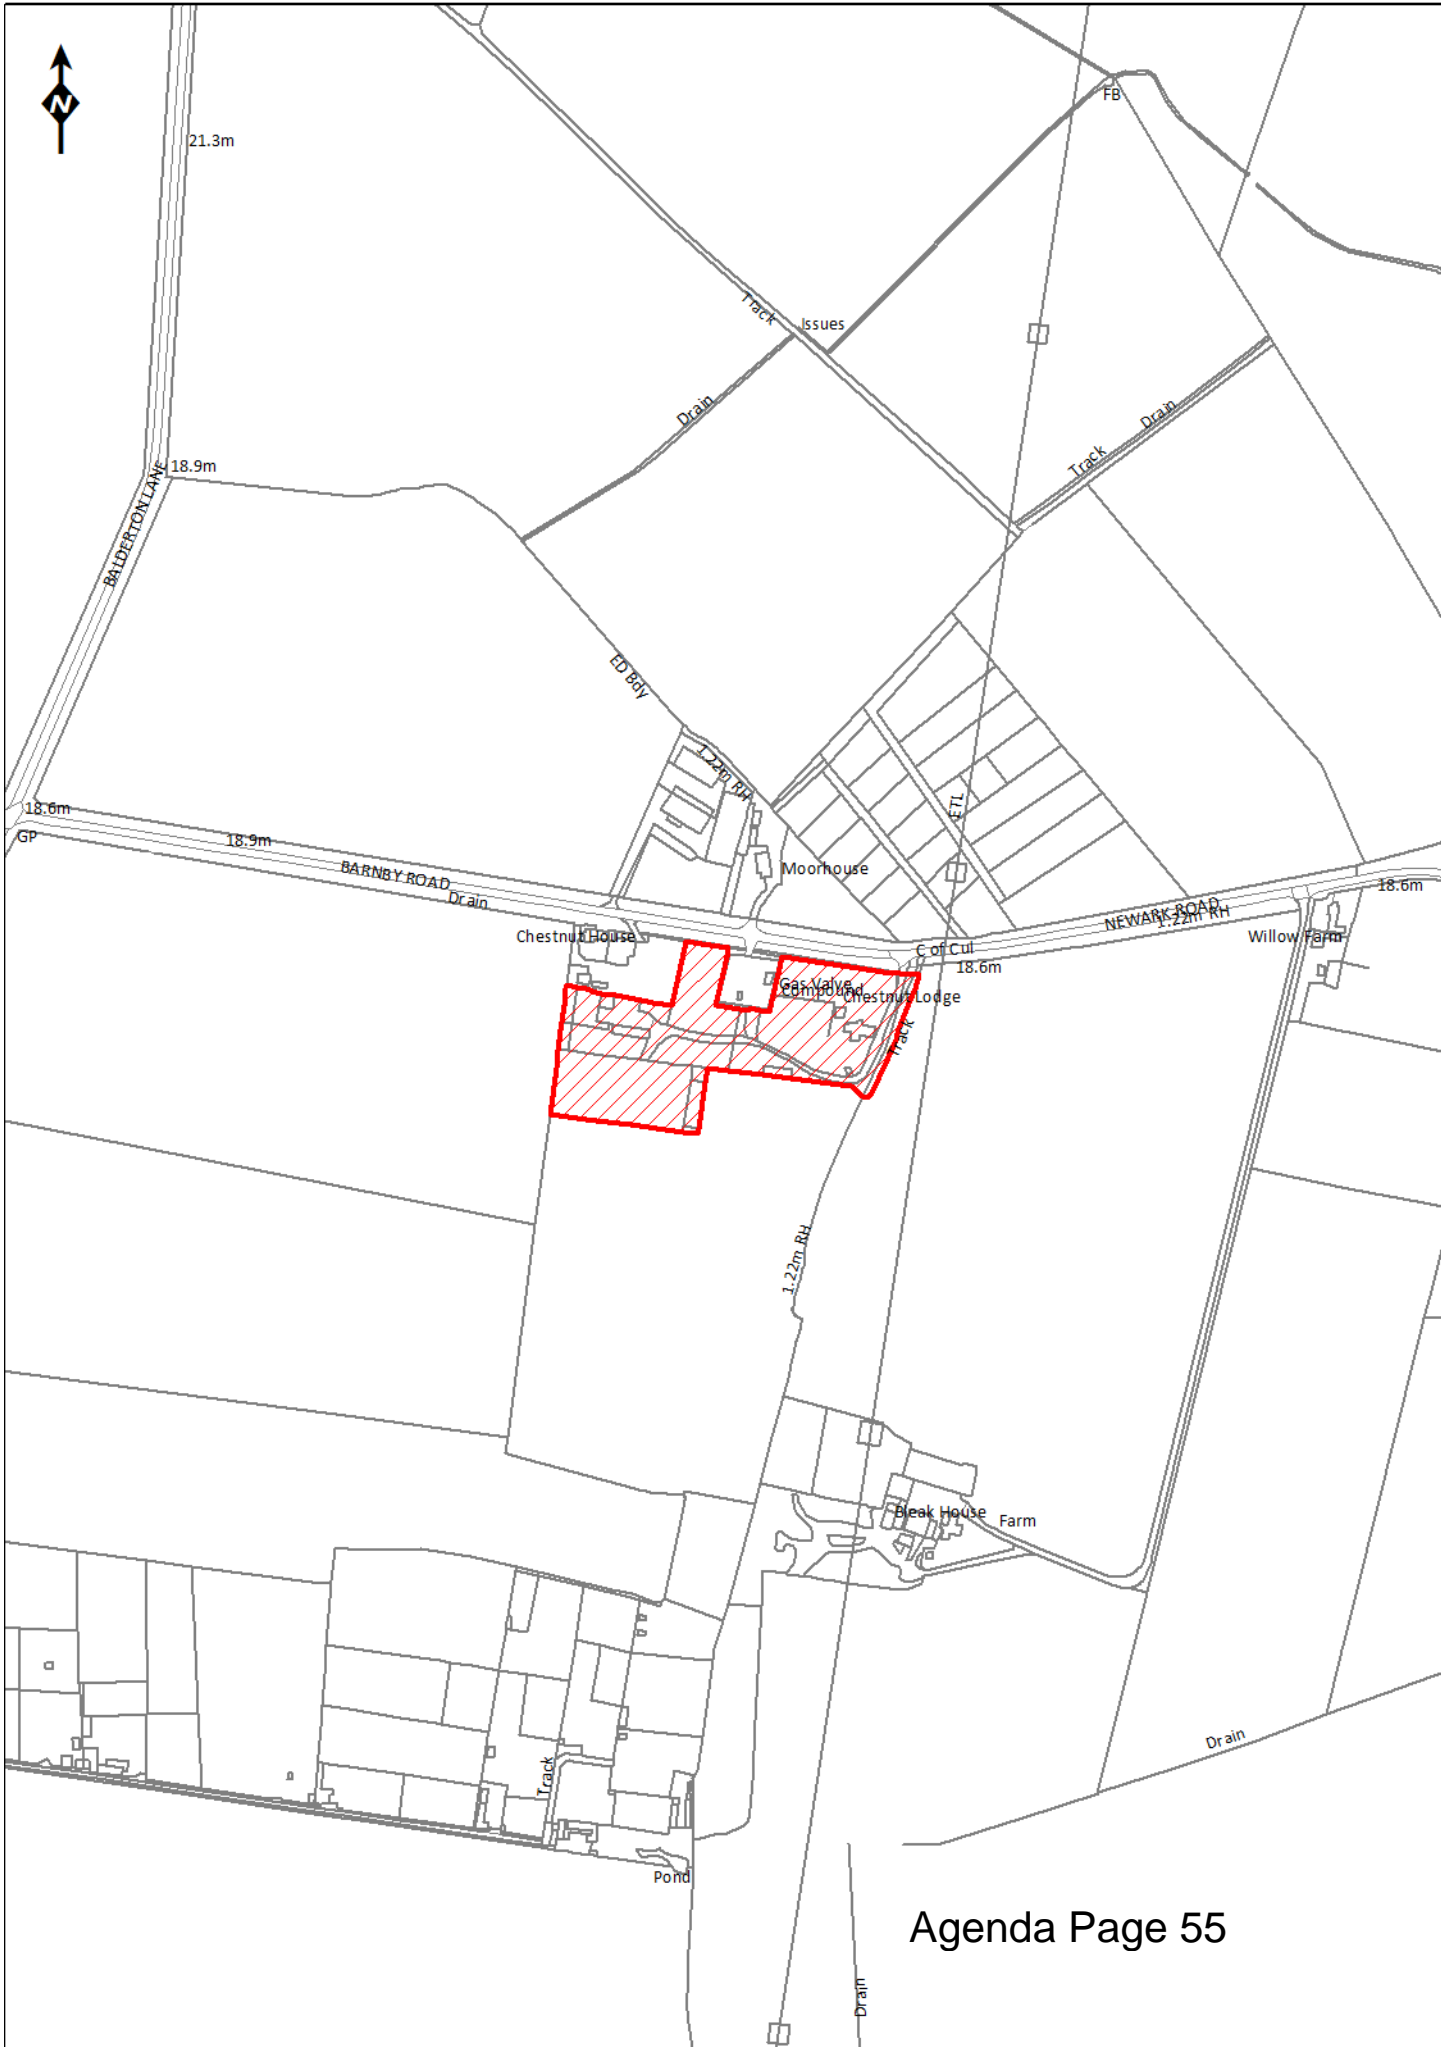 FB
N
21.3m
Track
Issues
Drain
Drain
Track
18.9m
BALDERTON LANE
ED Bdy
1.22m RH
ETL
18.6m
GP
18.9m
BARNBY ROAD
Drain
Moorhouse
18.6m
NEWARK ROAD
1.22m RH
Chestnut House
C of Cul
18.6m
Willow Farm
Gas Valve
Compound
Chestnut Lodge
Track
1.22m RH
Bleak House
Farm
Drain
Track
Pond
Agenda Page 55
Drain